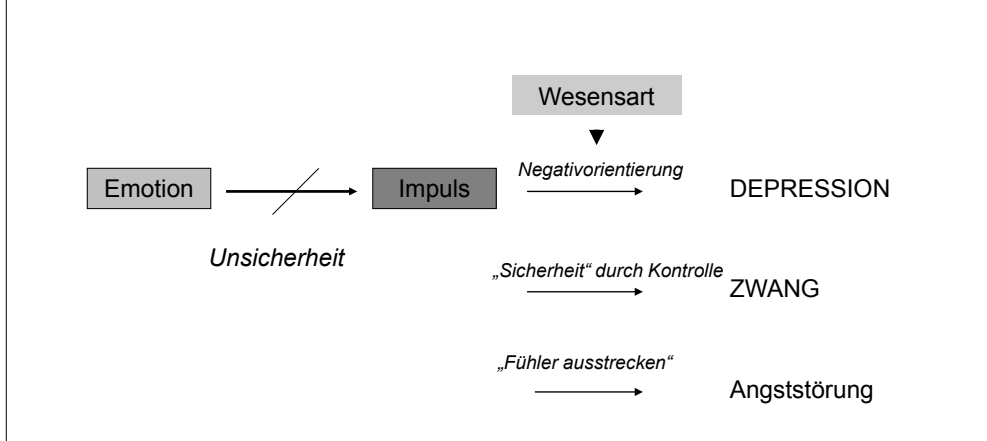 Wesensart
Negativorientierung
Emotion
Impuls
DEPRESSION
Unsicherheit
„Sicherheit“ durch Kontrolle
ZWANG
„Fühler ausstrecken“
Angststörung